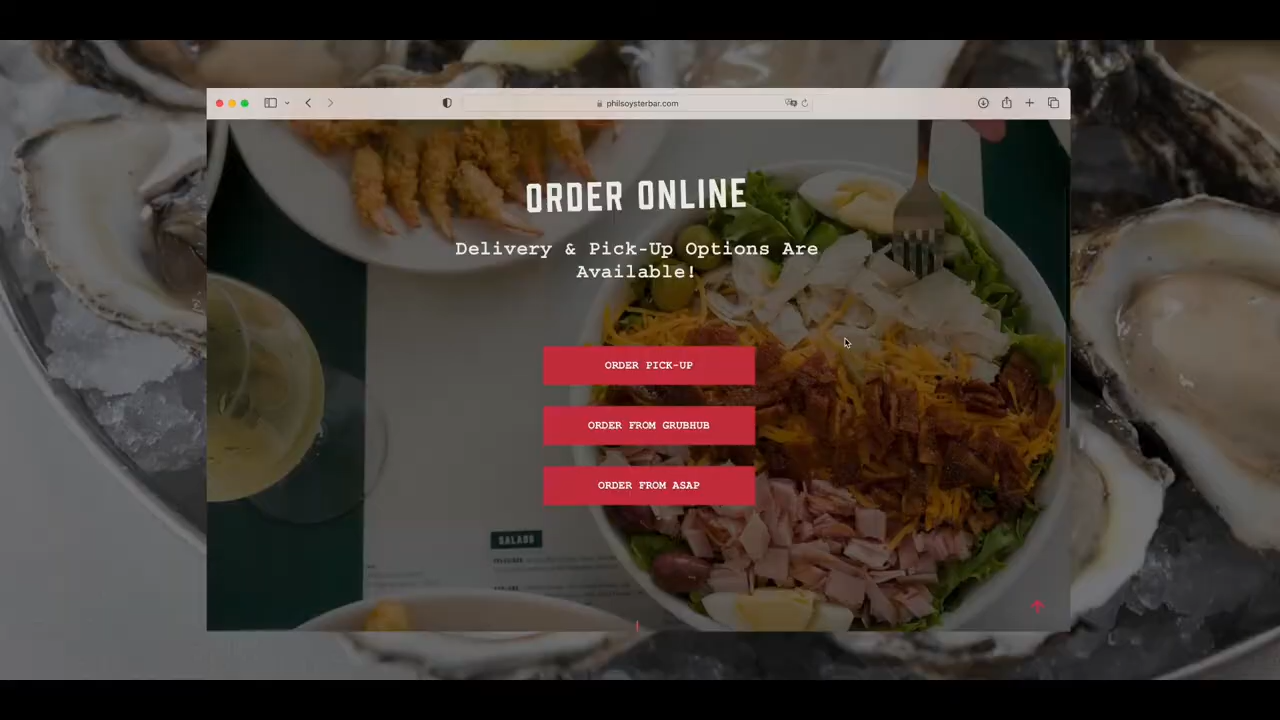 philsoysterbar.com
ORDER ONLINE
Delivery & Pick-Up Options Are
Available!
ORDER PICK-UP
ORDER FROM GRUBHUB
ORDER FROM ASAP
SALADS